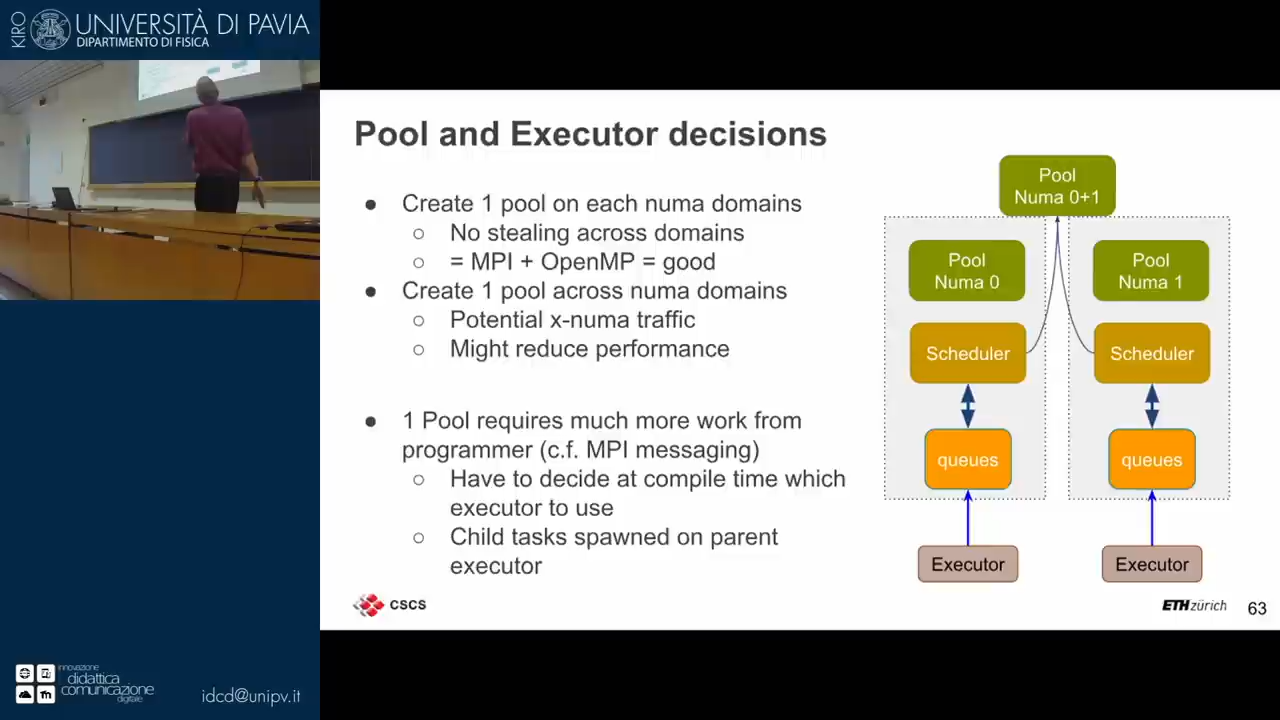 KIRO
UNIVERSITÀ DI PAVIA
DIPARTIMENTO DI FISICA
Pool and Executor decisions
● Create 1 pool on each numa domains
○ No stealing across domains
○ = MPI + OpenMP = good
● Create 1 pool across numa domains
○ Potential x-numa traffic
○ Might reduce performance
● 1 Pool requires much more work from
programmer (c.f. MPI messaging)
○ Have to decide at compile time which
executor to use
○ Child tasks spawned on parent
executor
Pool
Numa 0+1
Pool
Numa 0
Pool
Numa 1
Scheduler
Scheduler
queues
queues
Executor
Executor
CSCS
ETH zürich
63
innovazione
didattica
comunicazione
digitale
idcd@unipv.it